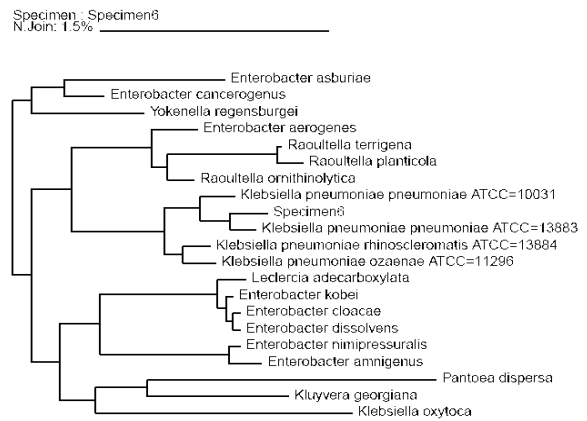 Specimen : Specimen6
N.Join: 1.5%
Enterobacter asburiae
Enterobacter cancerogenus
Yokenella regensburgei
Enterobacter aerogenes
Raoultella terrigena
Raoultella planticola
Raoultella ornithinolytica
Klebsiella pneumoniae pneumoniae ATCC=10031
Specimen6
Klebsiella pneumoniae pneumoniae ATCC=13883
Klebsiella pneumoniae rhinoscleromatis ATCC=13884
Klebsiella pneumoniae ozaenae ATCC=11296
Leclercia adecarboxylata
Enterobacter kobei
Enterobacter cloacae
Enterobacter dissolvens
Enterobacter nimipressuralis
Enterobacter amnigenus
Pantoea dispersa
Kluyvera georgiana
Klebsiella oxytoca